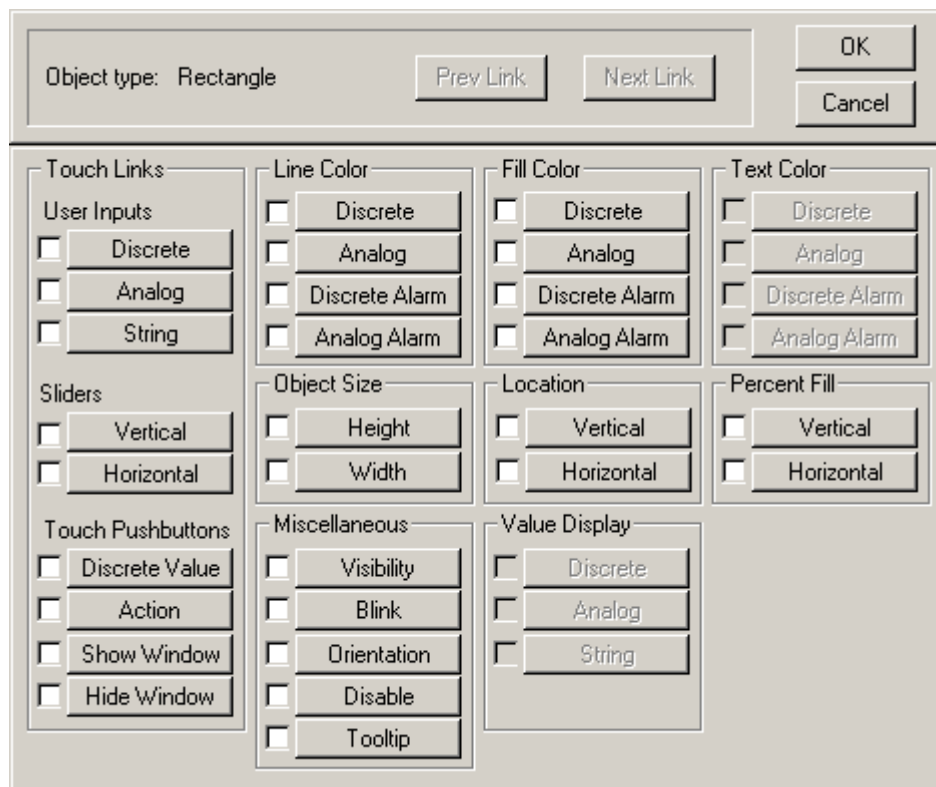 Object type: Rectangle
Prev Link
Next Link
OK
Cancel
Touch Links
User Inputs
Discrete
Analog
String
Sliders
Vertical
Horizontal
Touch Pushbuttons
Discrete Value
Action
Show Window
Hide Window
Line Color
Discrete
Analog
Discrete Alarm
Analog Alarm
Object Size
Height
Width
Miscellaneous
Visibility
Blink
Orientation
Disable
Tooltip
Fill Color
Discrete
Analog
Discrete Alarm
Analog Alarm
Location
Vertical
Horizontal
Value Display
Discrete
Analog
String
Text Color
Discrete
Analog
Discrete Alarm
Analog Alarm
Percent Fill
Vertical
Horizontal